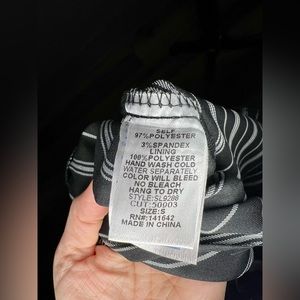 SELF
97%POLYESTER
3%SPANDEX
LINING
100%POLYESTER
HAND WASH COLD
WATER SEPARATELY
COLOR WILL BLEED
NO BLEACH
HANG TO DRY
STYLE:SL9286
CUT:50003
SIZE:S
RN#:141642
MADE IN CHINA